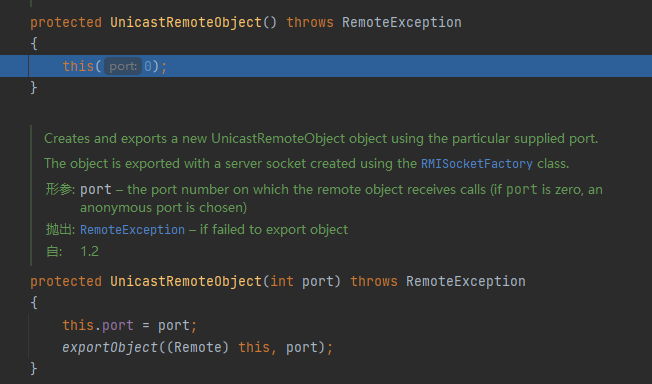 protected UnicastRemoteObject() throws RemoteException
{
this( port: 0);
}
Creates and exports a new UnicastRemoteObject object using the particular supplied port.
The object is exported with a server socket created using the RMISocketFactory class.
形参: port – the port number on which the remote object receives calls (if port is zero, an
anonymous port is chosen)
抛出: RemoteException – if failed to export object
自: 1.2
protected UnicastRemoteObject(int port) throws RemoteException
{
this.port = port;
exportObject((Remote) this, port);
}